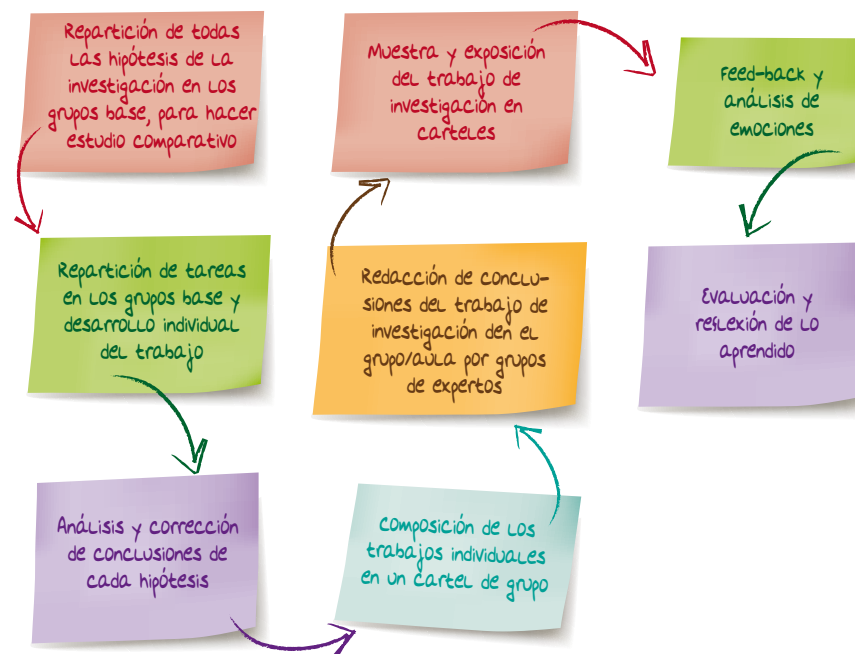 Repartición de todas
las hipótesis de la
investigación en los
grupos base, para hacer
estudio comparativo
Repartición de tareas
en los grupos base y
desarrollo individual
del trabajo
Análisis y corrección
de conclusiones de
cada hipótesis
Composición de los
trabajos individuales
en un cartel de grupo
Redacción de conclu-
siones del trabajo de
investigación den el
grupo/aula por grupos
de expertos
Muestra y exposición
del trabajo de
investigación en
carteles
Feed-back y
análisis de
emociones
Evaluación y
reflexión de lo
aprendido